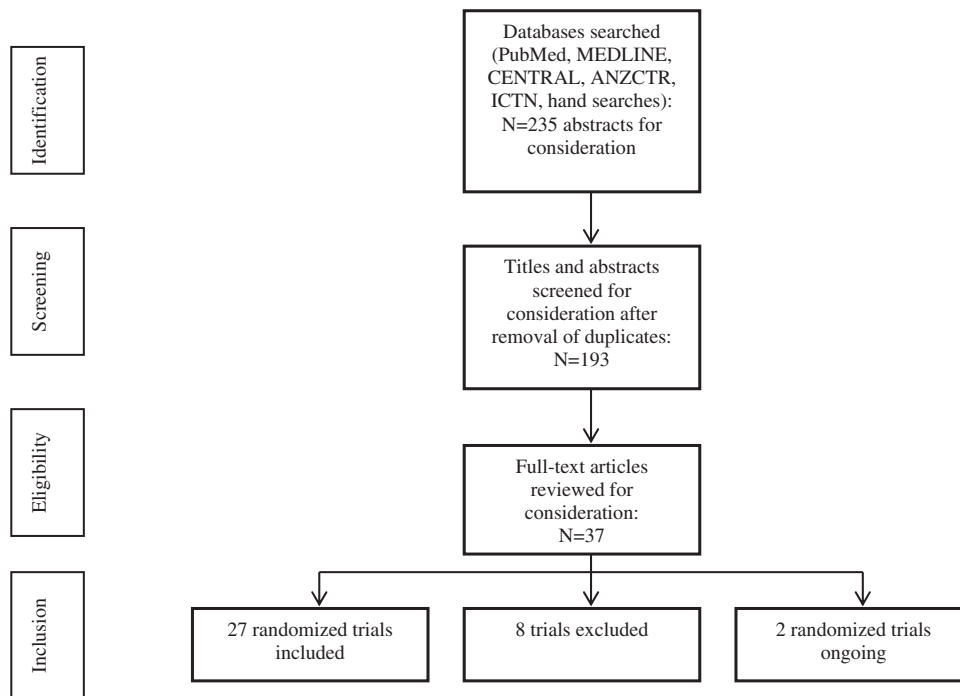 Identification
Databases searched
(PubMed, MEDLINE,
CENTRAL, ANZCTR,
ICTN, hand searches):
N=235 abstracts for
consideration
Screening
Titles and abstracts
screened for
consideration after
removal of duplicates:
N=193
Eligibility
Full-text articles
reviewed for
consideration:
N=37
Inclusion
27 randomized trials
included
8 trials excluded
2 randomized trials
ongoing